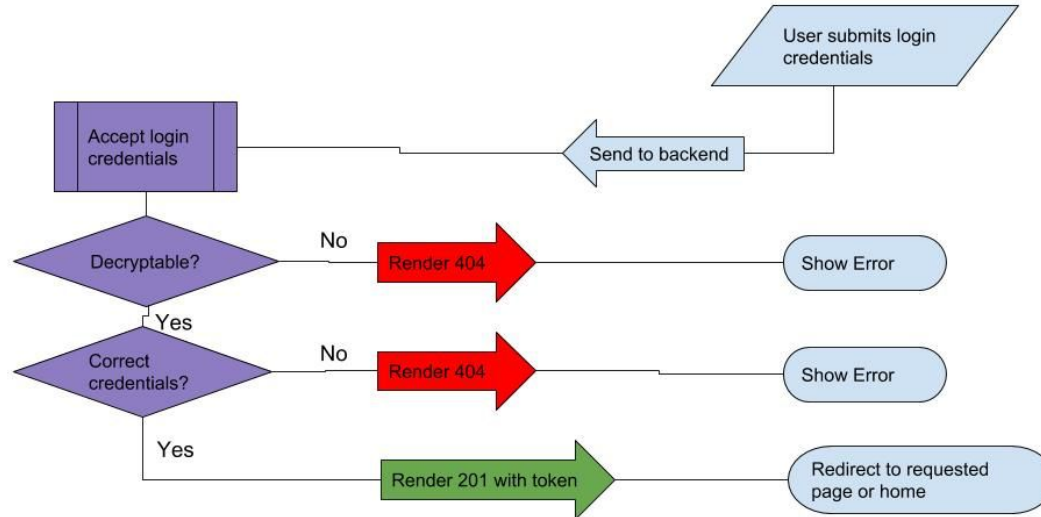 User submits login
credentials
Accept login
credentials
Send to backend
Decryptable?
No
Render 404
Show Error
Yes
Correct
credentials?
No
Render 404
Show Error
Yes
Render 201 with token
Redirect to requested
page or home